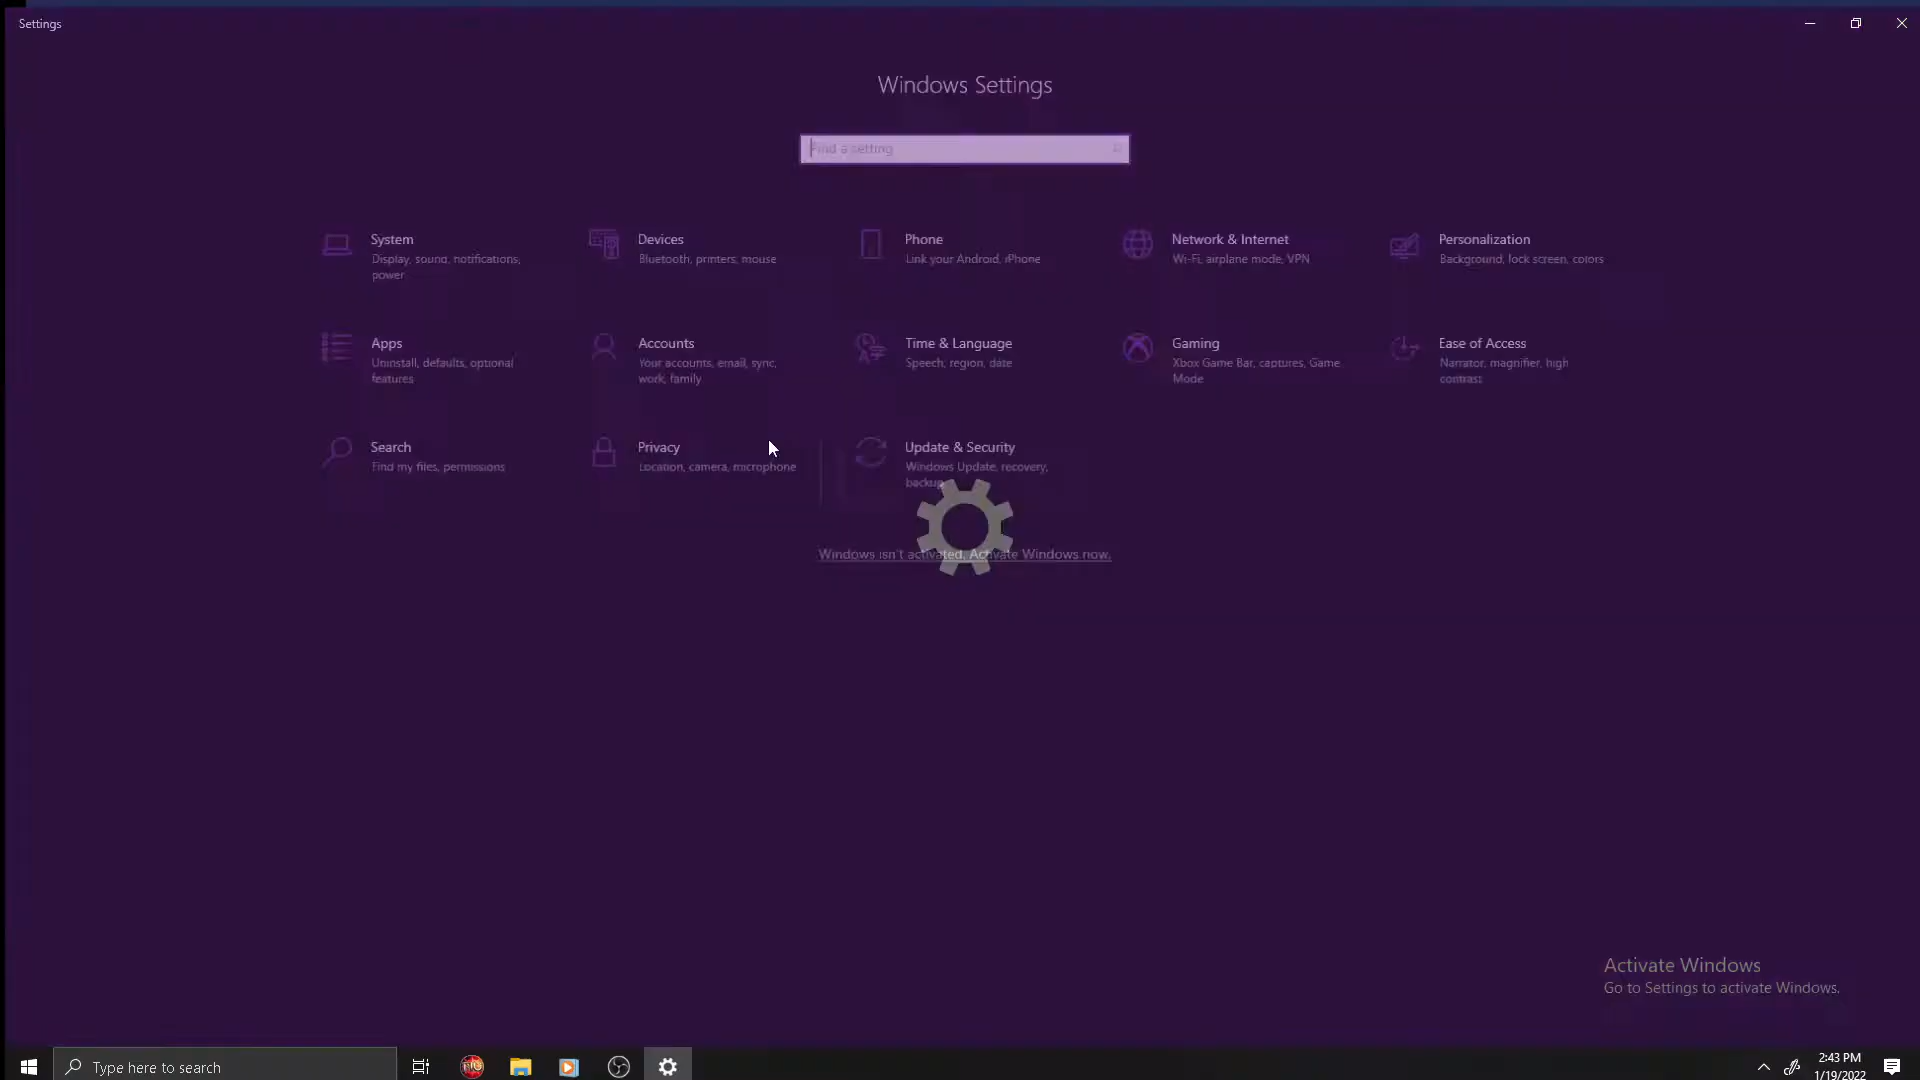 Settings
Windows Settings
Find a setting
System
Display, sound, notifications,
power
Devices
Bluetooth, printers, mouse
Phone
Link your Android, iPhone
Network & Internet
Wi-Fi, airplane mode, VPN
Personalization
Background, lock screen, colors
Apps
Uninstall, defaults, optional
features
Accounts
Your accounts, email, sync,
work, family
Time & Language
Speech, region, date
Gaming
Xbox Game Bar, captures, Game
Mode
Ease of Access
Narrator, magnifier, high
contrast
Search
Find my files, permissions
Privacy
Location, camera, microphone
Update & Security
Windows Update, recovery,
backup
Windows isn't activated. Activate Windows now.
Activate Windows
Go to Settings to activate Windows.
Type here to search
2:43 PM
1/19/2022